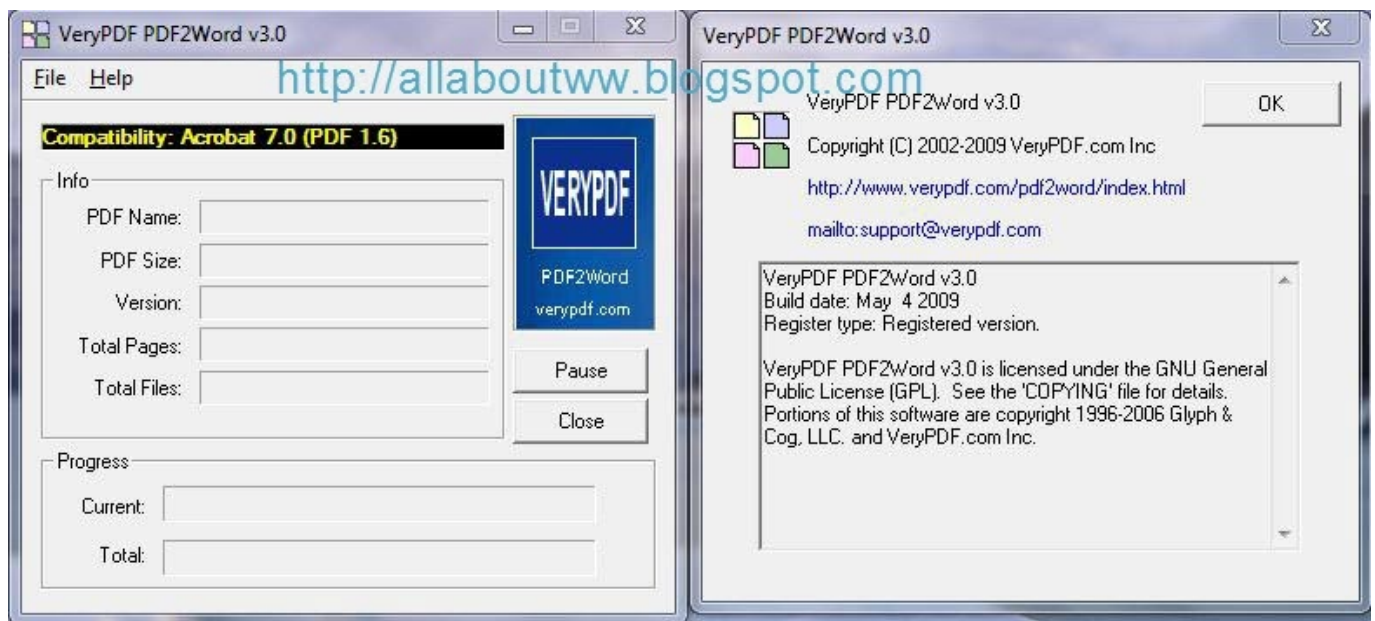 VeryPDF PDF2Word v3.0
File Help
http://allaboutww.blogspot.com
Compatibility: Acrobat 7.0 (PDF 1.6)
Info
PDF Name:
PDF Size:
Version:
Total Pages:
Total Files:
VERYPDF
PDF2Word
verypdf.com
Pause
Close
Progress
Current:
Total:
VeryPDF PDF2Word v3.0
VeryPDF PDF2Word v3.0
OK
Copyright (C) 2002-2009 VeryPDF.com Inc
http://www.verypdf.com/pdf2word/index.html
mailto:support@verypdf.com
VeryPDF PDF2Word v3.0
Build date: May  4 2009
Register type: Registered version.
VeryPDF PDF2Word v3.0 is licensed under the GNU General
Public License (GPL).  See the 'COPYING' file for details.
Portions of this software are copyright 1996-2006 Glyph &
Cog, LLC. and VeryPDF.com Inc.